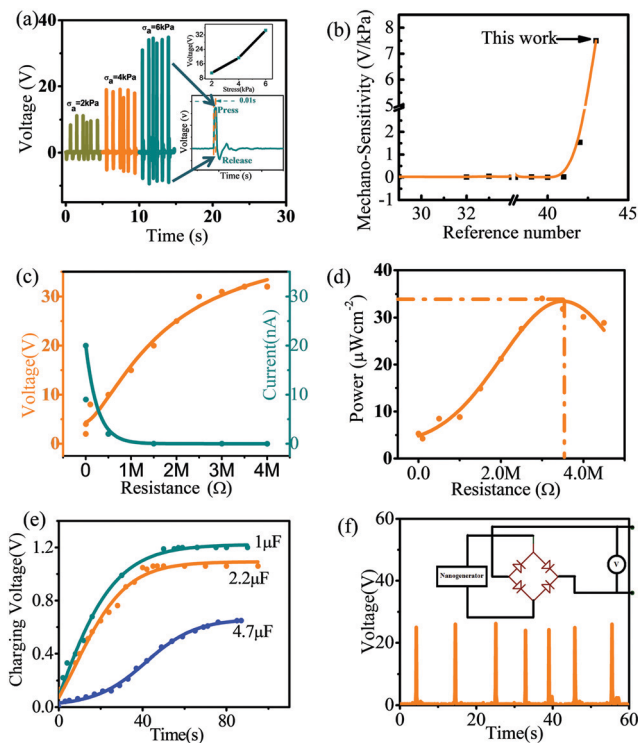 (a)
σa=2kPa
σa=4kPa
σa=6kPa
Voltage (V)
40
20
0
-20
0
10
20
30
Time (s)
Voltage(V)
35
28
21
14
2
4
6
Stress(kPa)
0.01s
Press
Release
Voltage (V)
Time (s)
(b)
This work
Mechano-Sensitivity (V/kPa)
8
7
6
5
1
0
-1
30
32
40
45
Reference number
(c)
Voltage(V)
30
20
10
0
Current(nA)
30
20
10
0
0
1M
2M
3M
4M
Resistance (Ω)
(d)
Power (µWcm-2)
40
30
20
10
0
0.0
2.0M
4.0M
Resistance (Ω)
(e)
1µF
2.2µF
4.7µF
Charging Voltage(V)
1.2
0.8
0.4
0.0
0
40
80
Time(s)
(f)
Nanogenerator
V
Voltage(V)
60
40
20
0
0
20
40
60
Time(s)